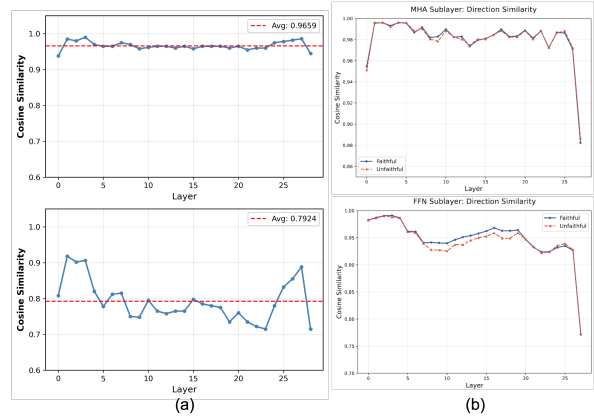 1.0
0.9
0.8
0.7
0.6
0
5
10
15
20
25
Layer
Cosine Similarity
Avg: 0.9659
1.0
0.9
0.8
0.7
0.6
0
5
10
15
20
25
Layer
Cosine Similarity
Avg: 0.7924
(a)
MHA Sublayer: Direction Similarity
1.00
0.98
0.96
0.94
0.92
0.90
0.88
0.86
0
5
10
15
20
25
Layer
Cosine Similarity
Faithful
Unfaithful
FFN Sublayer: Direction Similarity
1.00
0.95
0.90
0.85
0.80
0.75
0.70
0
5
10
15
20
25
Layer
Cosine Similarity
Faithful
Unfaithful
(b)